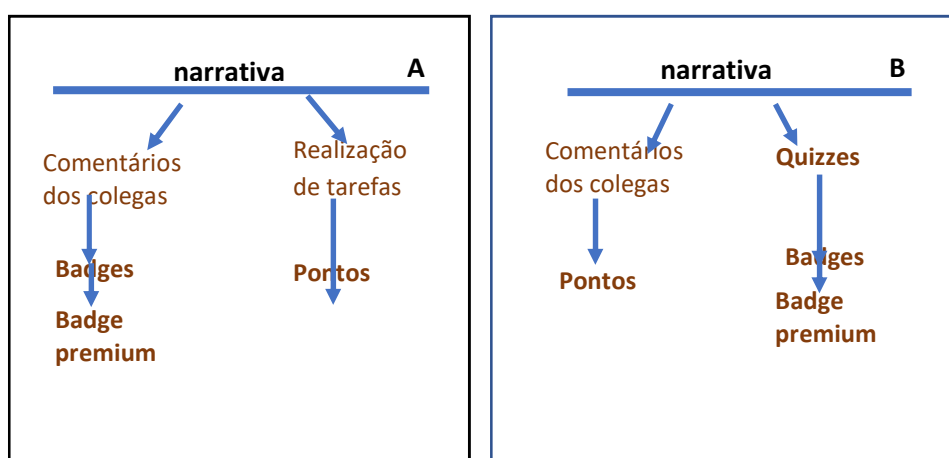 narrativa
A
Comentários
dos colegas
Realização
de tarefas
Badges
Pontos
Badge
premium
narrativa
B
Comentários
dos colegas
Quizzes
Pontos
Badges
Badge
premium